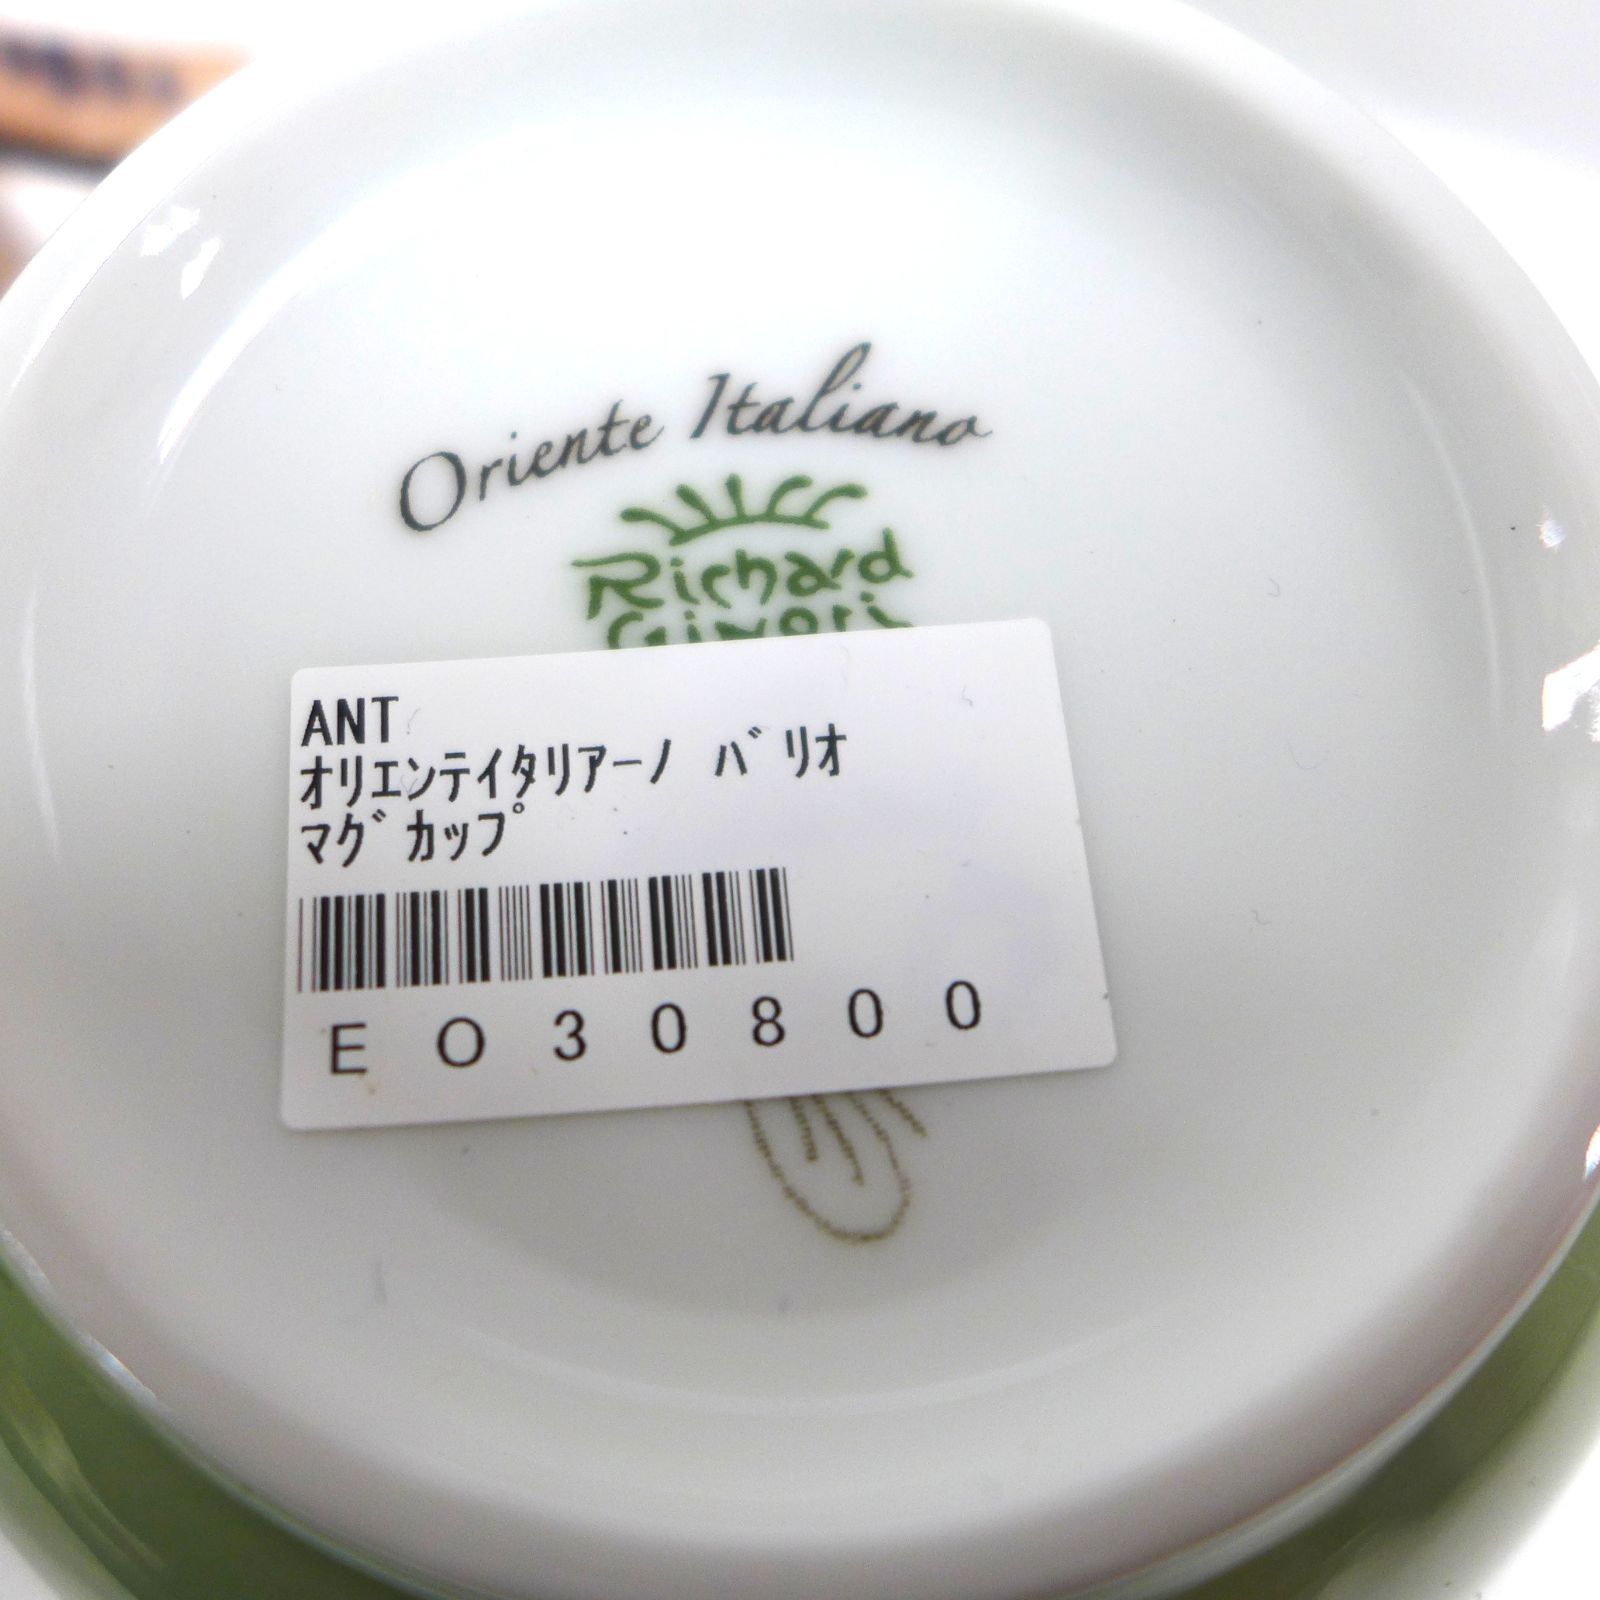 Oriente Italiano
Richard
Ginori
ANT
ｵﾘｴﾝﾃｲﾀﾘｱｰﾉ ﾊﾞﾘｵ
ﾏｸﾞｶｯﾌﾟ
EO30800